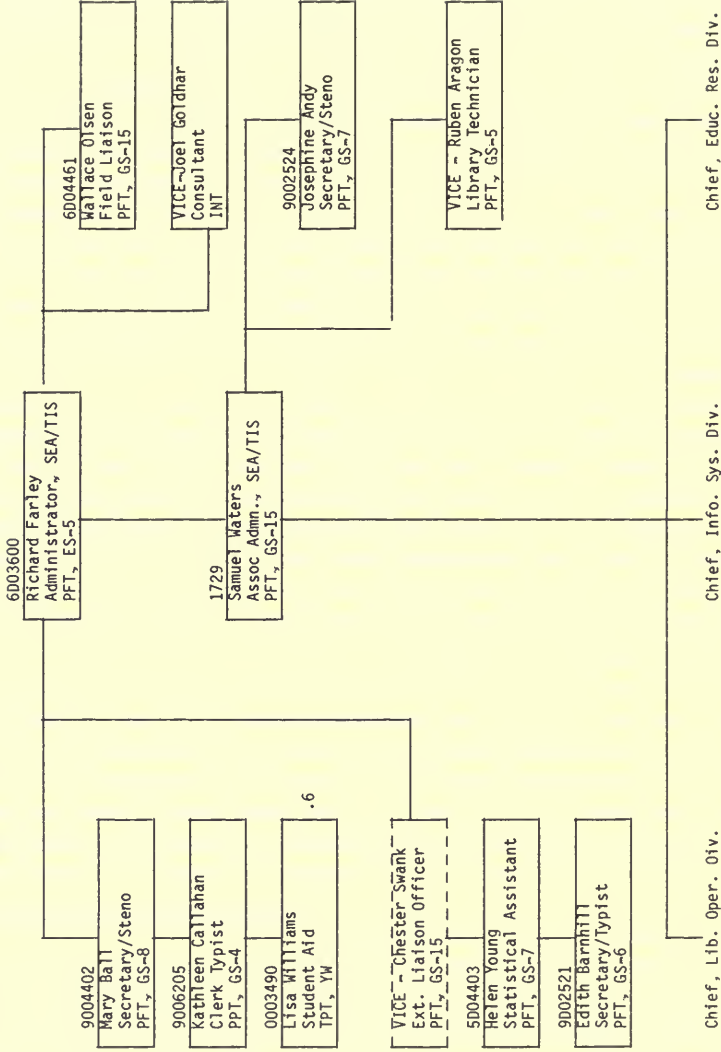 6D03600
Richard Farley
Administrator, SEA/TIS
PFT, ES-5
9004402
Mary Ball
Secretary/Steno
PFT, GS-8
9006205
Kathleen Callahan
Clerk Typist
PPT, GS-4
0003490
Lisa Williams
Student Aid
TPT, YW
.6
VICE - Chester Swank
Ext. Liaison Officer
PFT, GS-15
5D04403
Helen Young
Statistical Assistant
PFT, GS-7
9D02521
Edith Barnhill
Secretary/Typist
PFT, GS-6
6D04461
Wallace Olsen
Field Liaison
PFT, GS-15
VICE-Joel Goldhar
Consultant
INT
1729
Samuel Waters
Assoc Admn., SEA/TIS
PFT, GS-15
9002524
Josephine Andy
Secretary/Steno
PFT, GS-7
VICE - Ruben Aragon
Library Technician
PFT, GS-5
Chief, Lib. Oper. Oiv.
Chief, Info. Sys. Div.
Chief, Educ. Res. Div.